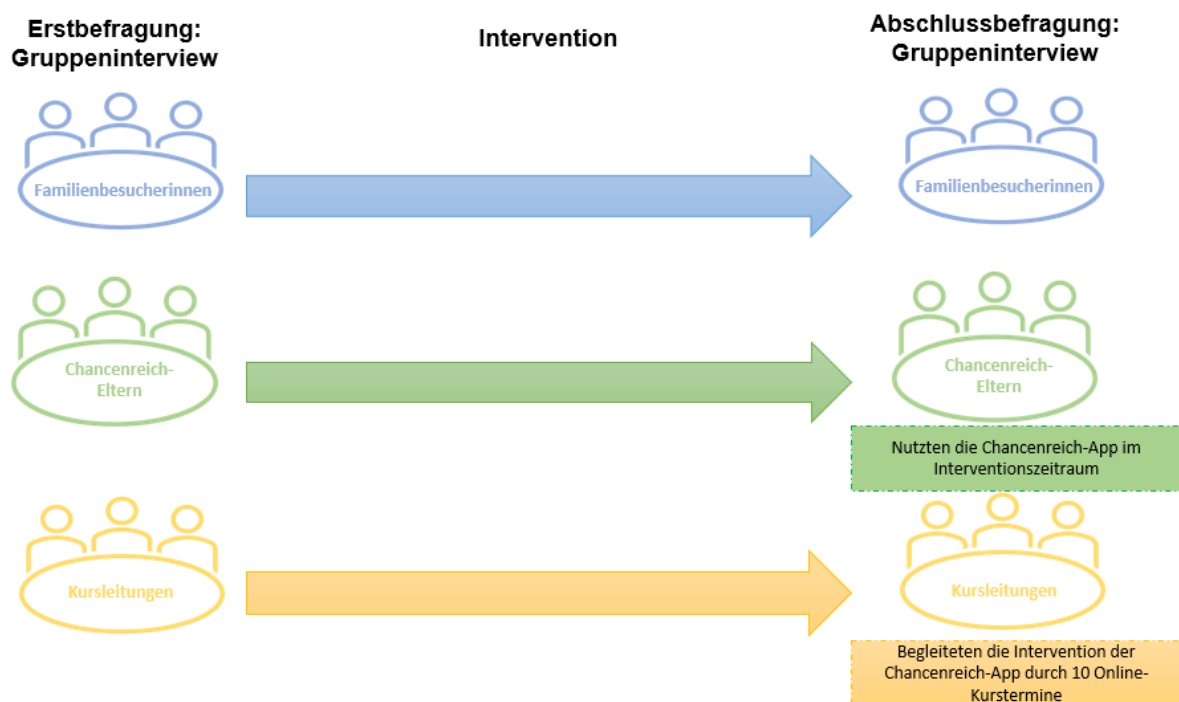 Erstbefragung:
Gruppeninterview
Intervention
Abschlussbefragung:
Gruppeninterview
Familienbesucherinnen
Familienbesucherinnen
Chancenreich-
Eltern
Chancenreich-
Eltern
Nutzten die Chancenreich-App im
Interventionszeitraum
Kursleitungen
Kursleitungen
Begleiteten die Intervention der
Chancenreich-App durch 10 Online-
Kurstermine